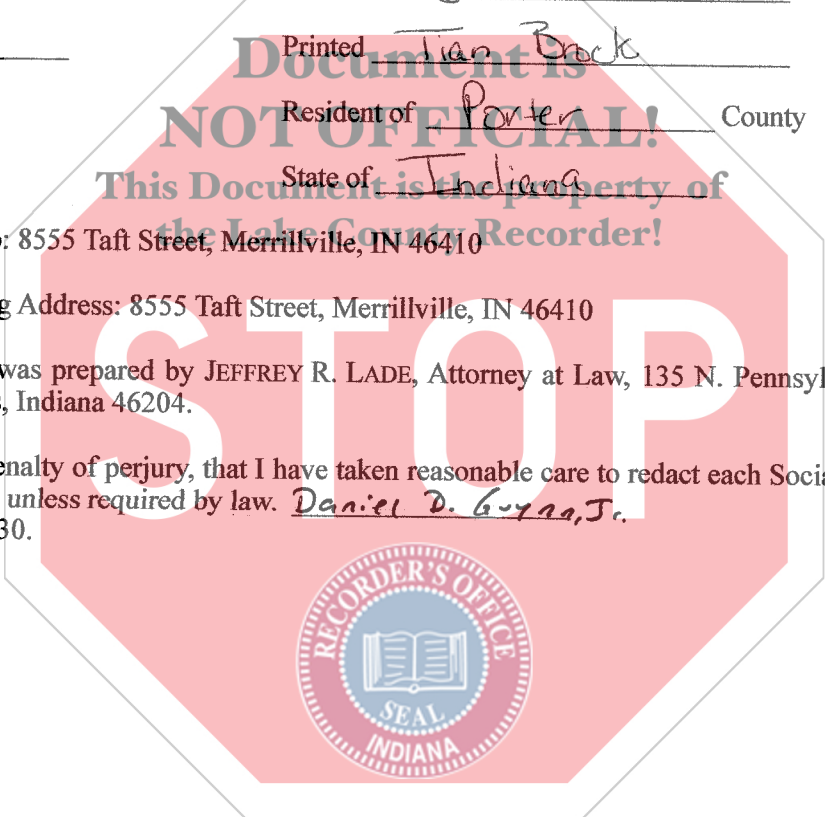 Printed Tian Brock
Document is
Resident of Porter County
NOT OFFICIAL!
State of Indiana
This Document is the property of
the Lake County Recorder!
: 8555 Taft Street, Merrillville, IN 46410
g Address: 8555 Taft Street, Merrillville, IN 46410
was prepared by JEFFREY R. LADE, Attorney at Law, 135 N. Pennsyl
, Indiana 46204.
enalty of perjury, that I have taken reasonable care to redact each Socia
unless required by law. Daniel D. Guynn, Jr.
30.
STOP
RECORDER'S OFFICE
SEAL
INDIANA